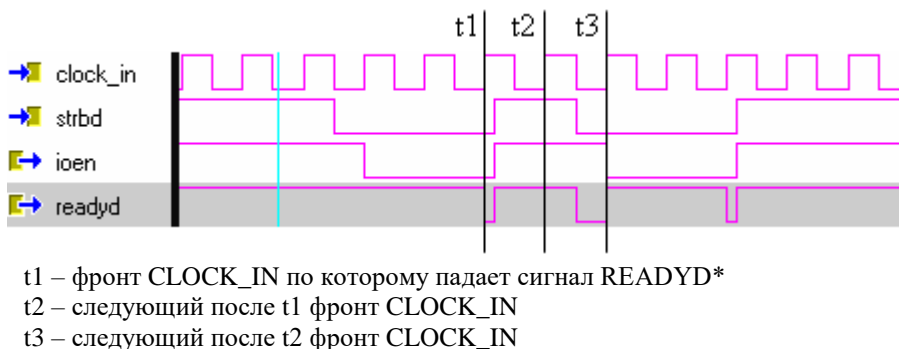 t1 t2 t3
clock_in
strbd
ioen
readyd
t1 – фронт CLOCK_IN по которому падает сигнал READYD*
t2 – следующий после t1 фронт CLOCK_IN
t3 – следующий после t2 фронт CLOCK_IN